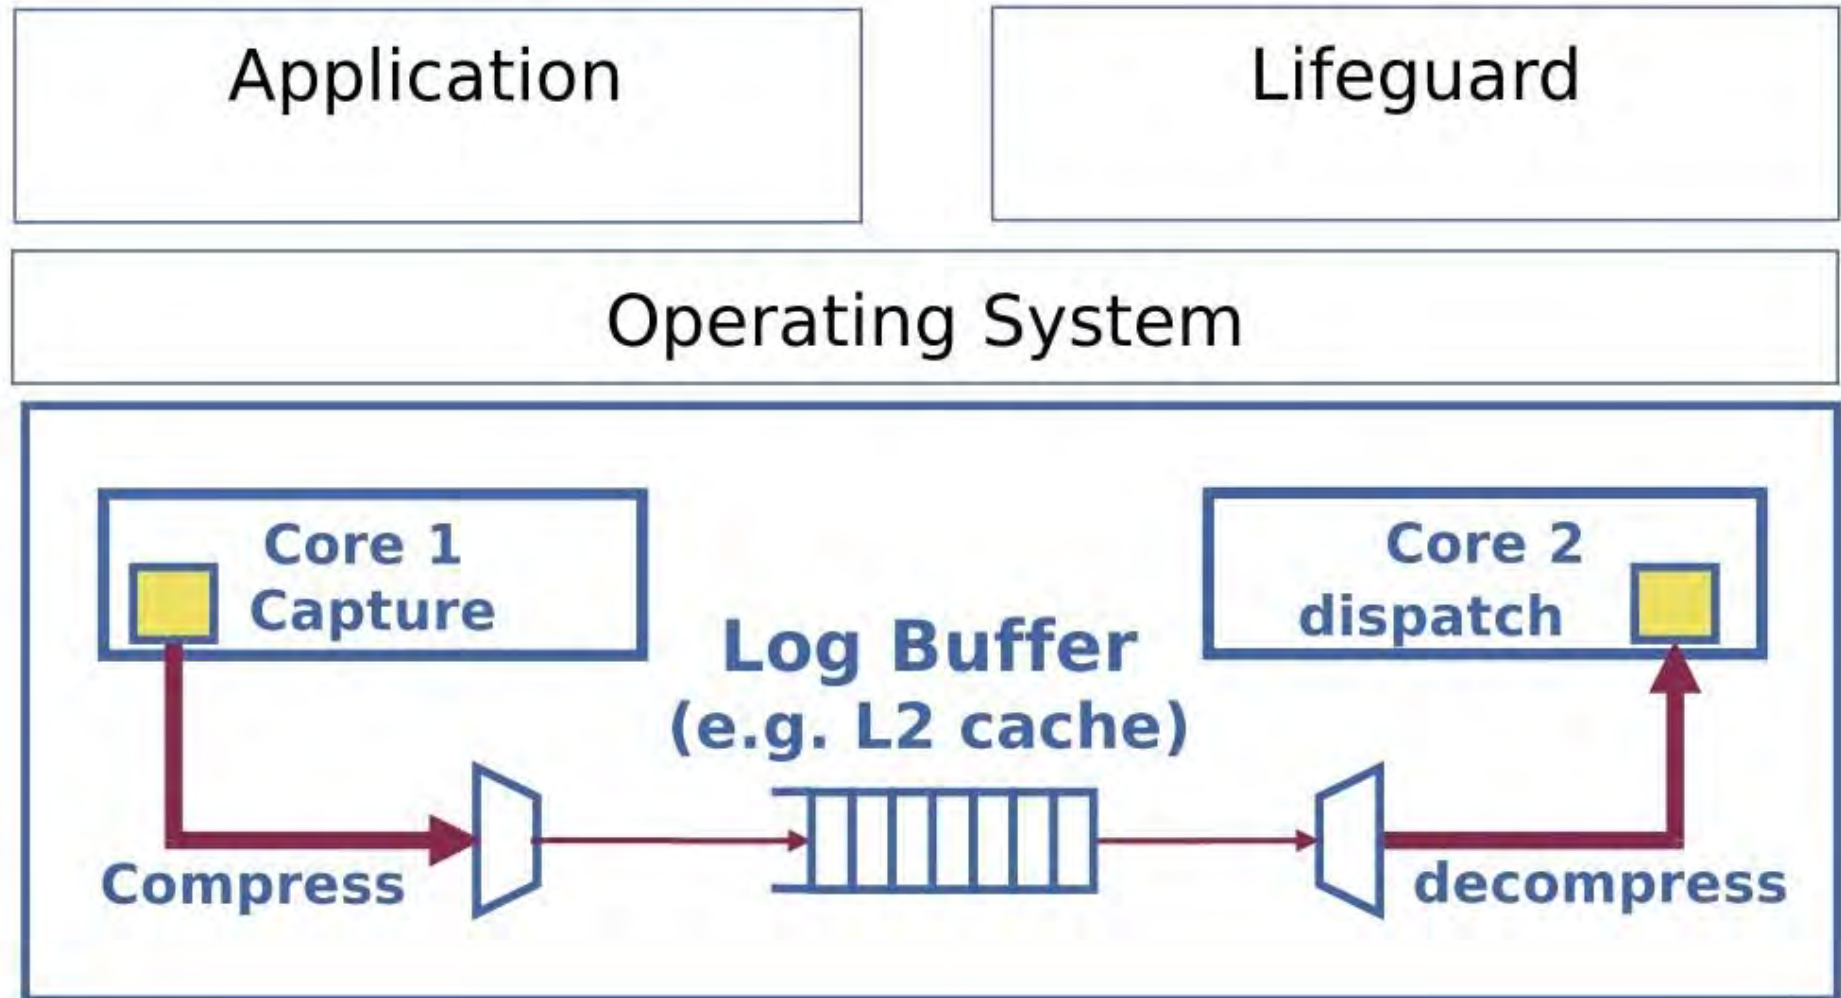 Application
Lifeguard
Operating System
Core 1
Capture
Core 2
dispatch
Log Buffer
(e.g. L2 cache)
Compress
decompress